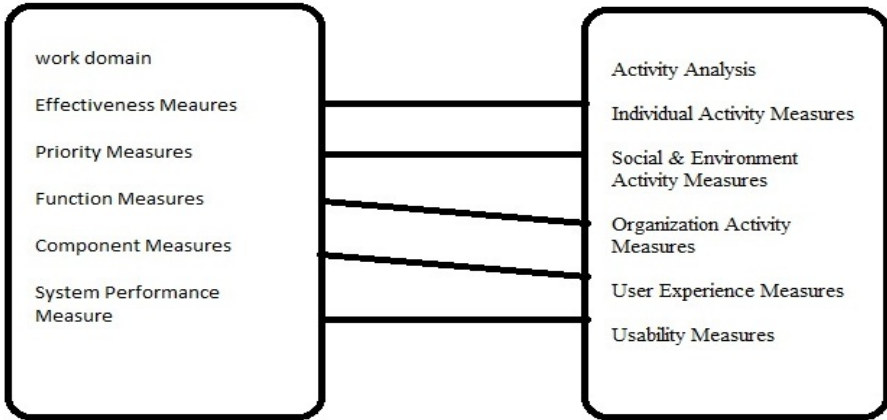 work domain
Effectiveness Meaures
Priority Measures
Function Measures
Component Measures
System Performance
Measure
Activity Analysis
Individual Activity Measures
Social & Environment
Activity Measures
Organization Activity
Measures
User Experience Measures
Usability Measures